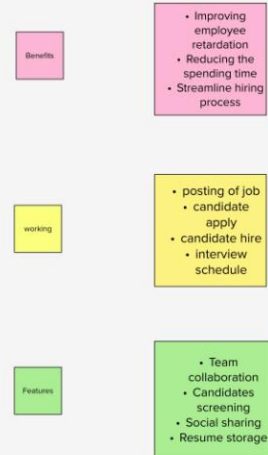 Benefits
• Improving
employee
retardation
• Reducing the
spending time
• Streamline hiring
process
working
• posting of job
• candidate
apply
• candidate hire
• interview
schedule
Features
• Team
collaboration
• Candidates
screening
• Social sharing
• Resume storage